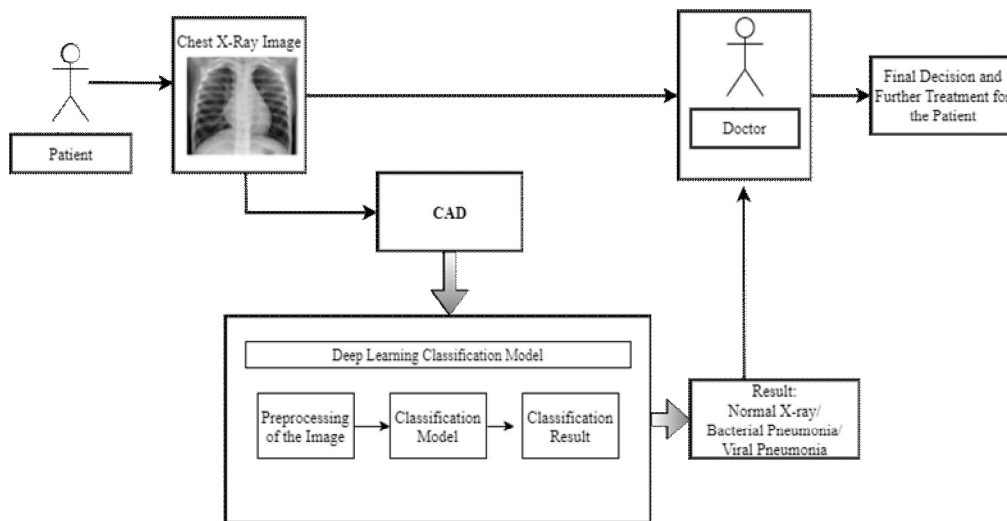 Chest X-Ray Image
Patient
Doctor
Final Decision and
Further Treatment for
the Patient
CAD
Deep Learning Classification Model
Preprocessing
of the Image
Classification
Model
Classification
Result
Result:
Normal X-ray/
Bacterial Pneumonia/
Viral Pneumonia